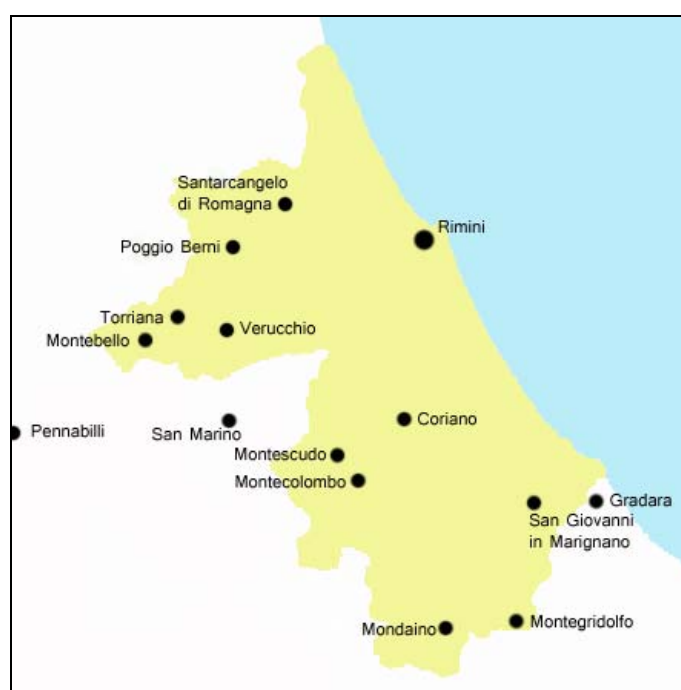 Santarcangelo
di Romagna
Rimini
Poggio Berni
Torriana
Verucchio
Montebello
Pennabilli
San Marino
Coriano
Montescudo
Montecolombo
Gradara
San Giovanni
in Marignano
Mondaino
Montegridolfo